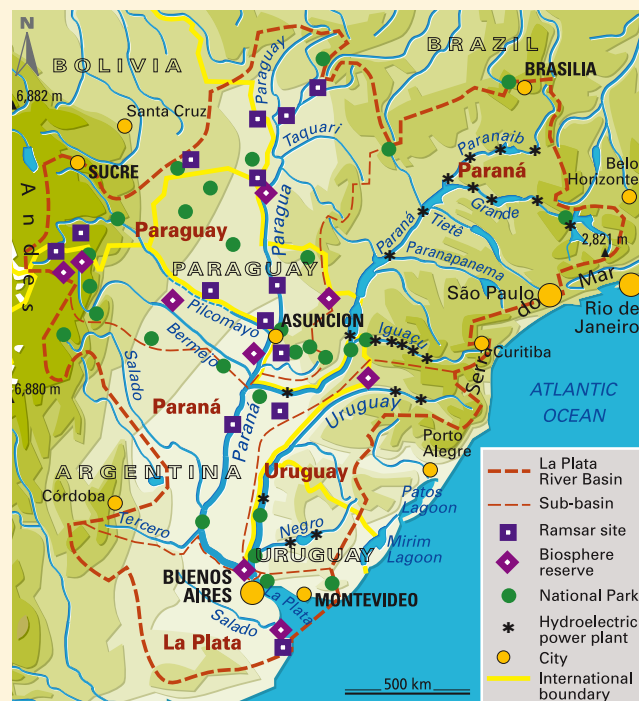 N
BOLIVIA
BRAZIL
6,882 m
Santa Cruz
Paraguay
BRASILIA
Taquari
SUCRE
Paranaib
Paraná
Belo
Horizonte
Grande
Andes
Paragua
Paraná
Tietê
Paraguay
PARAGUAY
Paranapanema
2,821 m
São Paulo
Serr do Mar
Rio de
Janeiro
Pilcomayo
ASUNCION
Bermejo
Iguaçu
Curitiba
Salado
6,880 m
Paraná
Paraná
Uruguay
ATLANTIC
OCEAN
Porto
Alegre
ARGENTINA
Uruguay
Córdoba
Patos
Lagoon
Tercero
Negro
URUGUAY
Mirim
Lagoon
BUENOS
AIRES
La Plata
MONTEVIDEO
Salado
La Plata
500 km
La Plata
River Basin
Sub-basin
Ramsar site
Biosphere
reserve
National Park
Hydroelectric
power plant
City
International
boundary